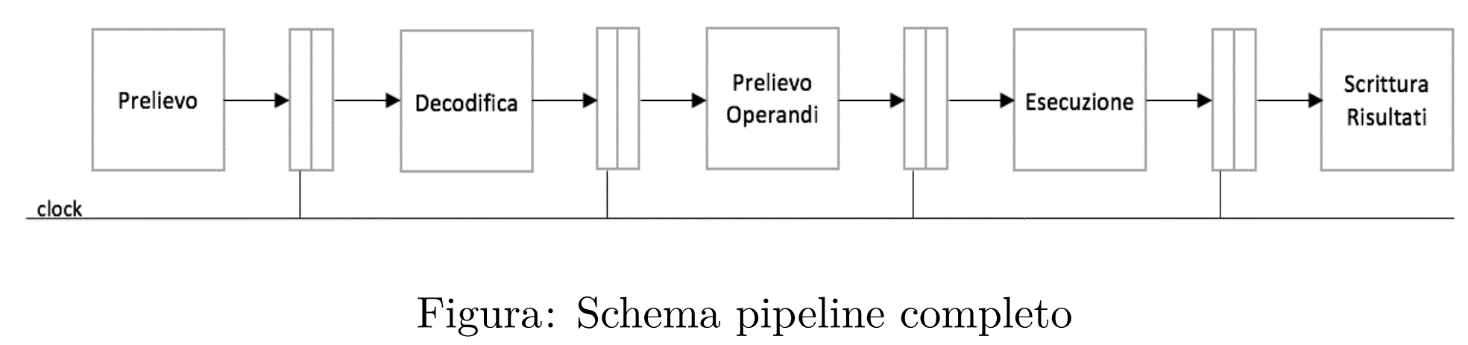 Prelievo
Decodifica
Prelievo
Operandi
Esecuzione
Scrittura
Risultati
clock
Figura: Schema pipeline completo